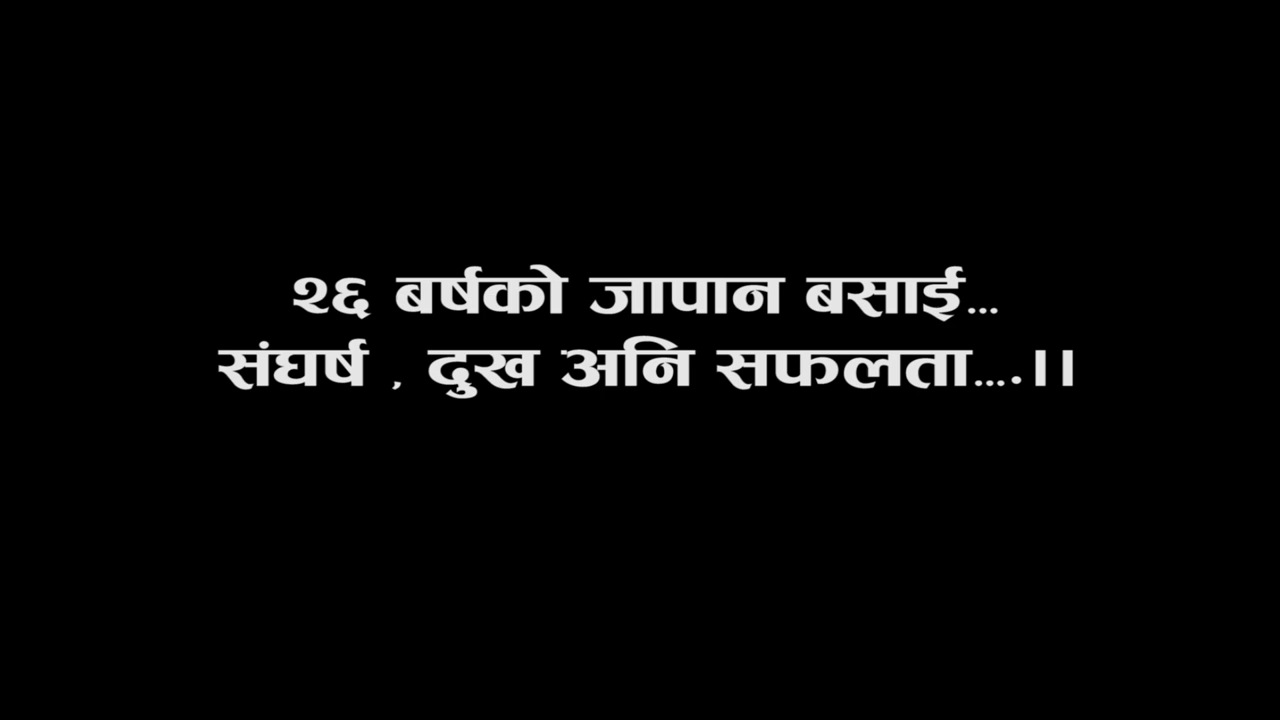 २६ बर्षको जापान बसाई...
संघर्ष , दुख अनि सफलता....।।